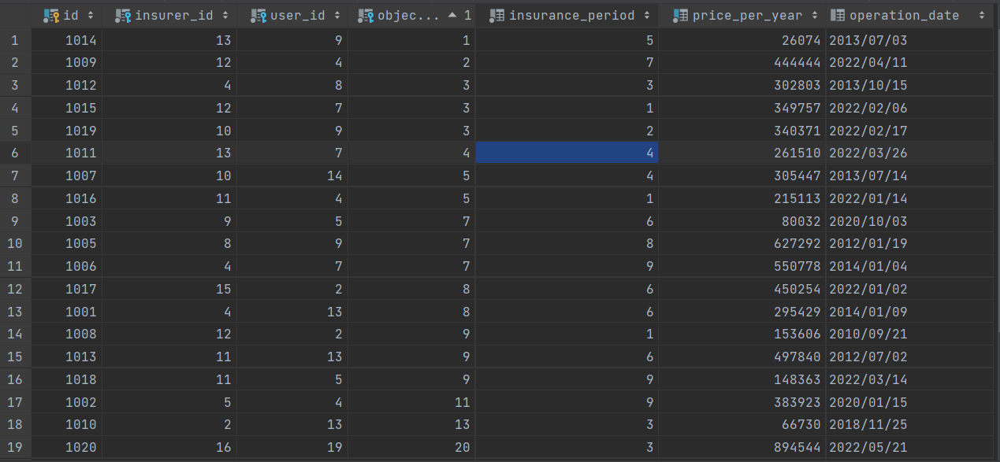 id insurer_id user_id objec... 1 insurance_period price_per_year operation_date
1 1014 13 9 1 5 26074 2013/07/03
2 1009 12 4 2 7 444444 2022/04/11
3 1012 4 8 3 3 302803 2013/10/15
4 1015 12 7 3 1 349757 2022/02/06
5 1019 10 9 3 2 340371 2022/02/17
6 1011 13 7 4 4 261510 2022/03/26
7 1007 10 14 5 4 305447 2013/07/14
8 1016 11 4 5 1 215113 2022/01/14
9 1003 9 5 7 6 80032 2020/10/03
10 1005 8 9 7 8 627292 2012/01/19
11 1006 4 7 7 9 550778 2014/01/04
12 1017 15 2 8 6 450254 2022/01/02
13 1001 4 13 8 6 295429 2014/01/09
14 1008 12 2 9 1 153606 2010/09/21
15 1013 11 13 9 6 497840 2012/07/02
16 1018 11 5 9 9 148363 2022/03/14
17 1002 5 4 11 9 383923 2020/01/15
18 1010 2 13 13 3 66730 2018/11/25
19 1020 16 19 20 3 894544 2022/05/21